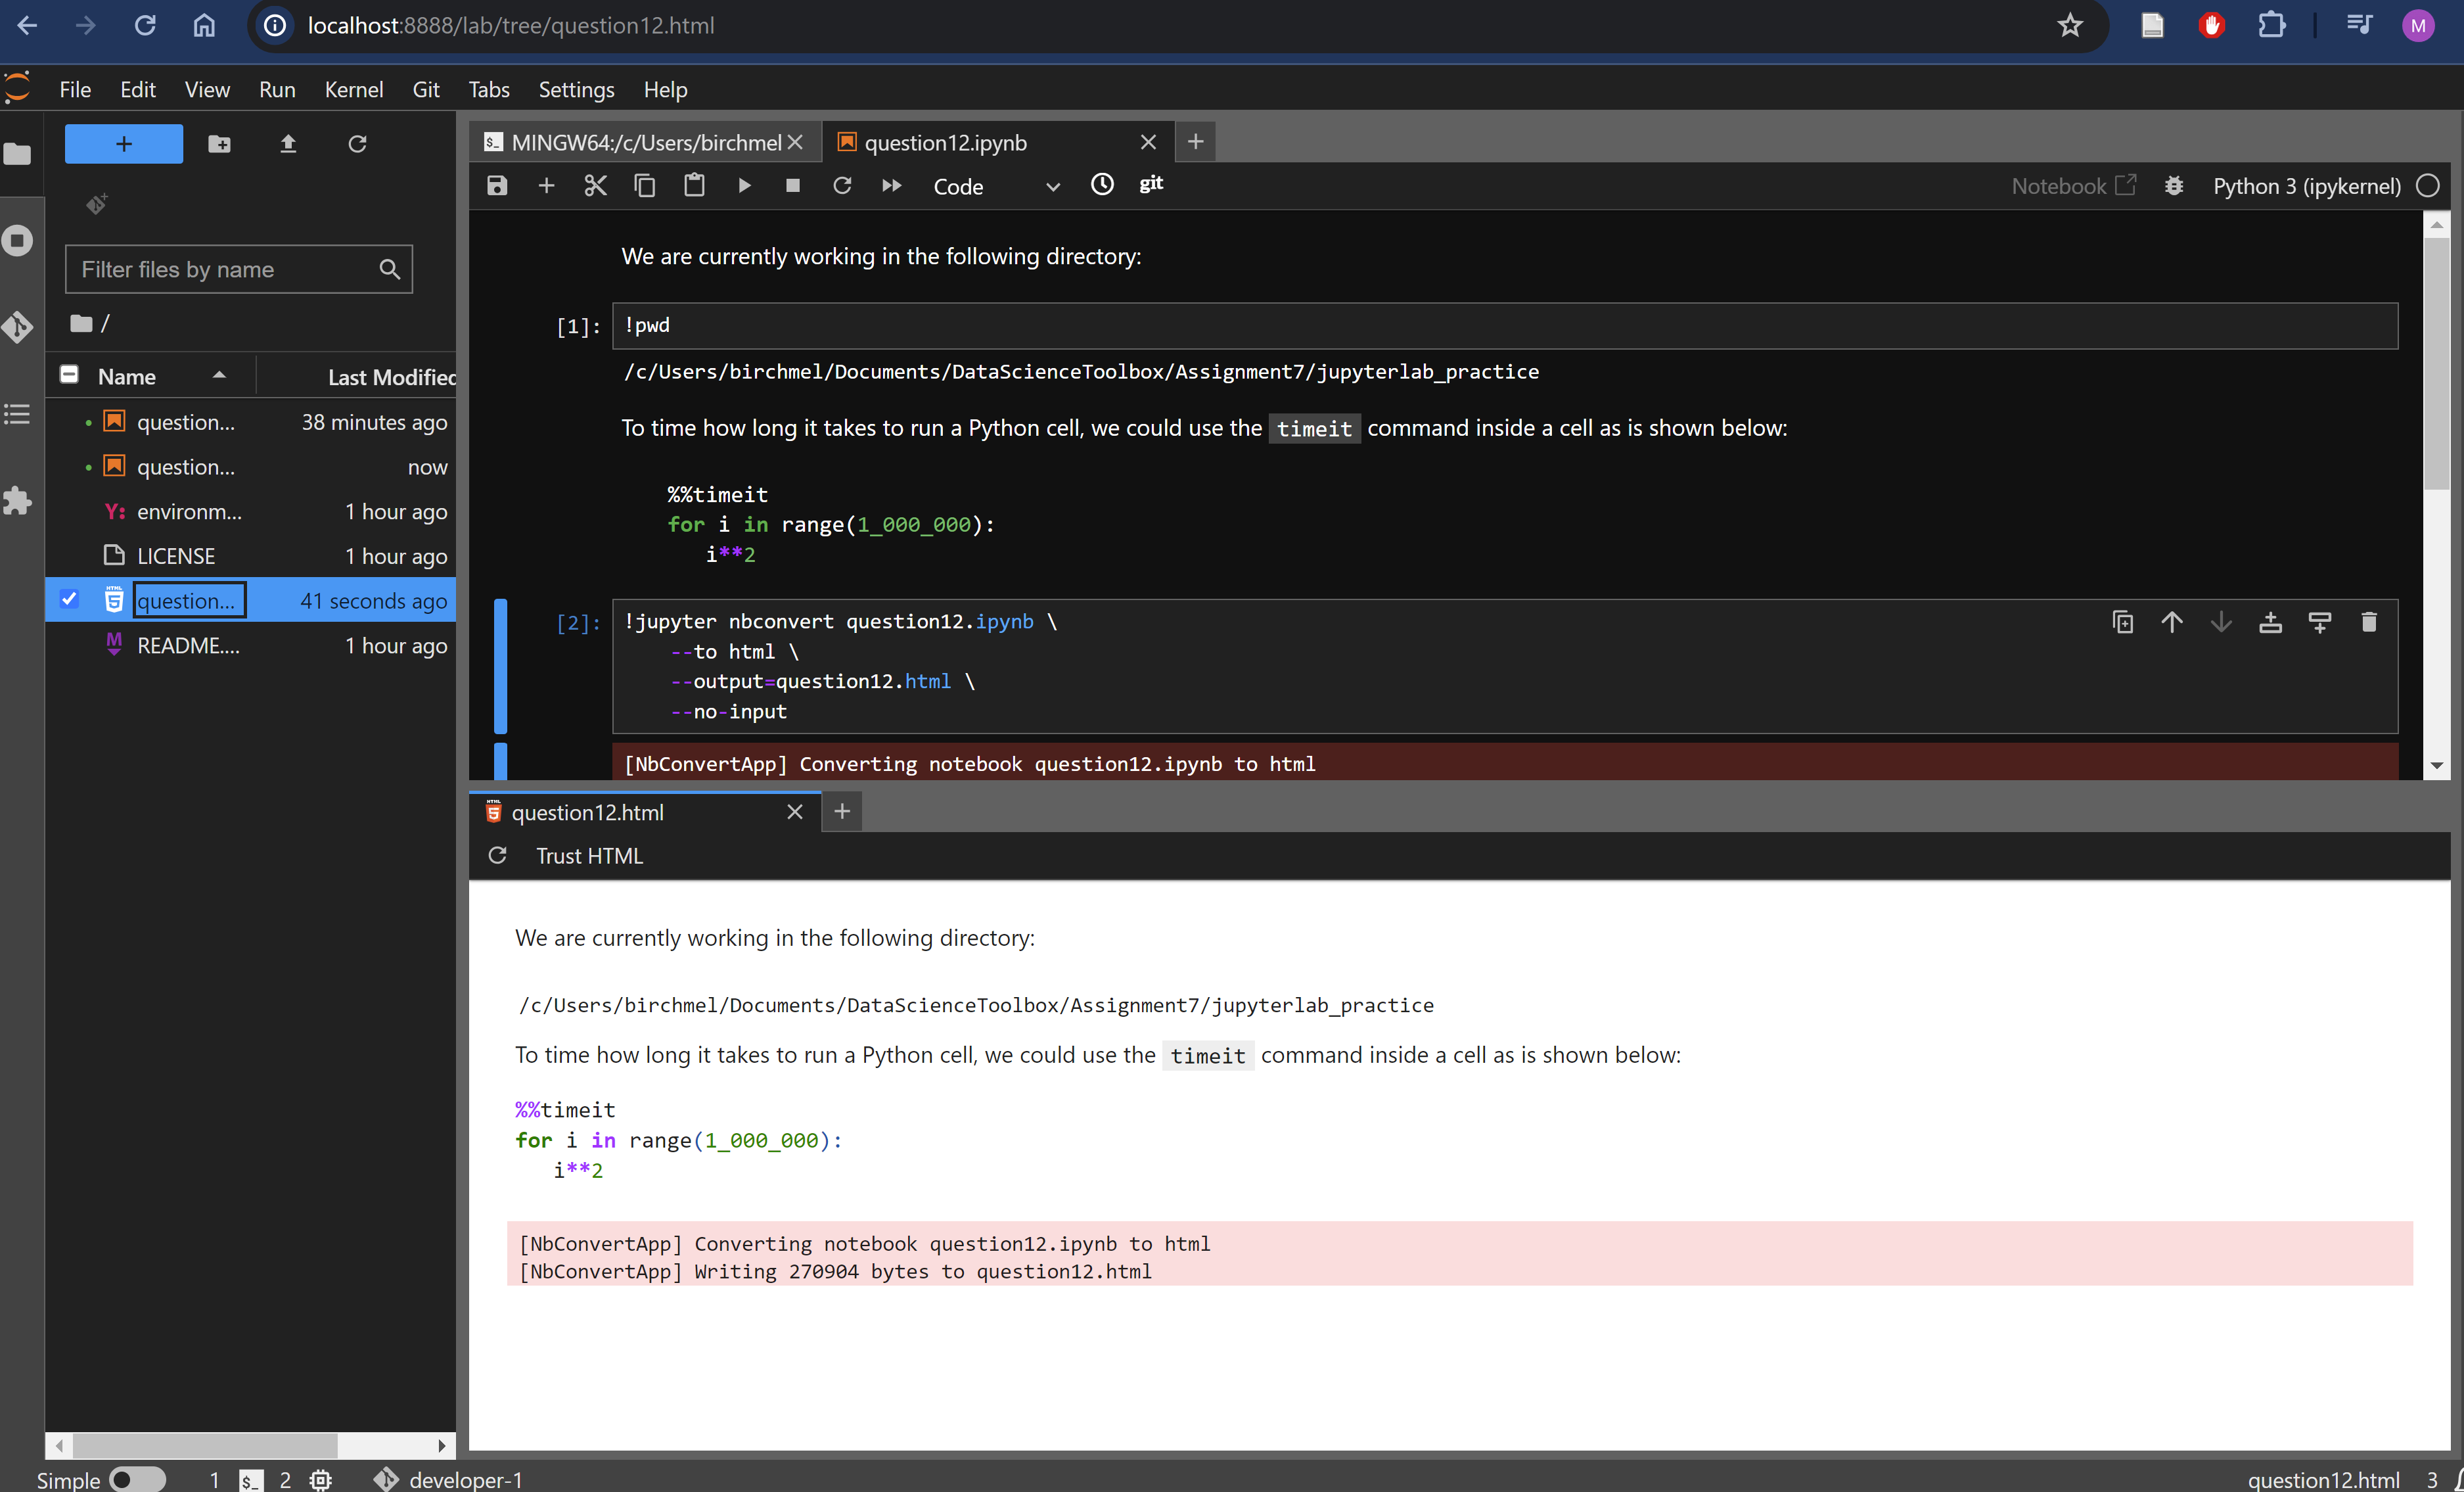 localhost:8888/lab/tree/question12.html
M
File Edit View Run Kernel Git Tabs Settings Help
+
MINGW64:/c/Users/birchmel
question12.ipynb
+
Code
git
Notebook
Python 3 (ipykernel)
Filter files by name
/
Name Last Modified
question... 38 minutes ago
question... now
Y: environm... 1 hour ago
LICENSE 1 hour ago
question... 41 seconds ago
M README.... 1 hour ago
We are currently working in the following directory:
[1]: !pwd
/c/Users/birchmel/Documents/DataScienceToolbox/Assignment7/jupyterlab_practice
To time how long it takes to run a Python cell, we could use the timeit command inside a cell as is shown below:
%%timeit
for i in range(1_000_000):
i**2
[2]: !jupyter nbconvert question12.ipynb \
--to html \
--output=question12.html \
--no-input
[NbConvertApp] Converting notebook question12.ipynb to html
question12.html
+
Trust HTML
We are currently working in the following directory:
/c/Users/birchmel/Documents/DataScienceToolbox/Assignment7/jupyterlab_practice
To time how long it takes to run a Python cell, we could use the timeit command inside a cell as is shown below:
%%timeit
for i in range(1_000_000):
i**2
[NbConvertApp] Converting notebook question12.ipynb to html
[NbConvertApp] Writing 270904 bytes to question12.html
Simple 1 $_ 2 developer-1 question12.html 3